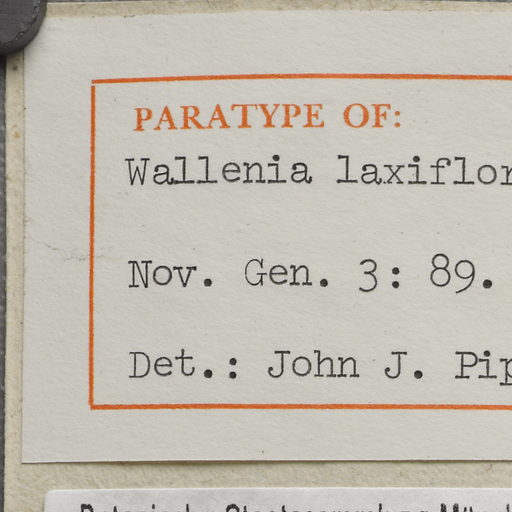 PARATYPE OF:
Wallenia laxiflor
Nov. Gen. 3: 89.
Det.: John J. Pip